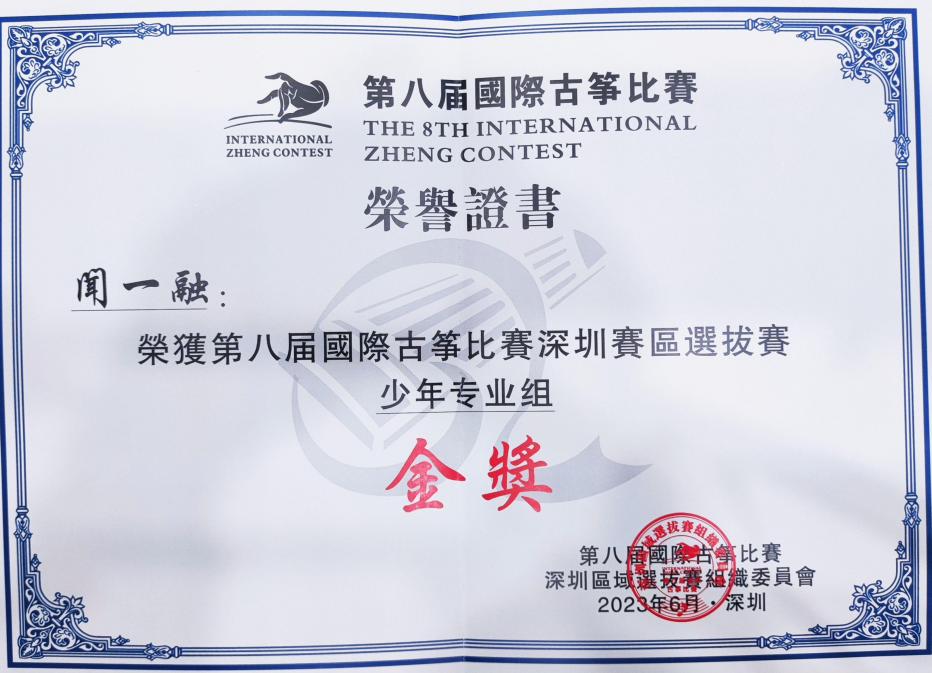 第八届國際古筝比賽
THE 8TH INTERNATIONAL
ZHENG CONTEST
INTERNATIONAL
ZHENG CONTEST
榮譽證書
聞一融：
榮獲第八届國際古筝比賽深圳賽區選拔賽
少年专业组
金獎
第八届國際古筝比賽
深圳區域選拔賽組織委員會
2023年6月·深圳